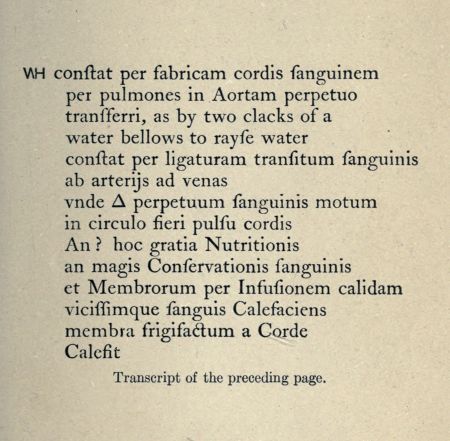 WH conſtat per fabricam cordis ſanguinem
per pulmones in Aortam perpetuo
tranſferri, as by two clacks of a
water bellows to rayſe water
conſtat per ligaturam tranſitum ſanguinis
ab arterijs ad venas
vnde Δ perpetuum ſanguinis motum
in circulo fieri pulſu cordis
An? hoc gratia Nutritionis
an magis Conſervationis ſanguinis
et Membrorum per Infuſionem calidam
viciſſimque ſanguis Calefaciens
membra frigifactum a Corde
Calefit
Transcript of the preceding page.